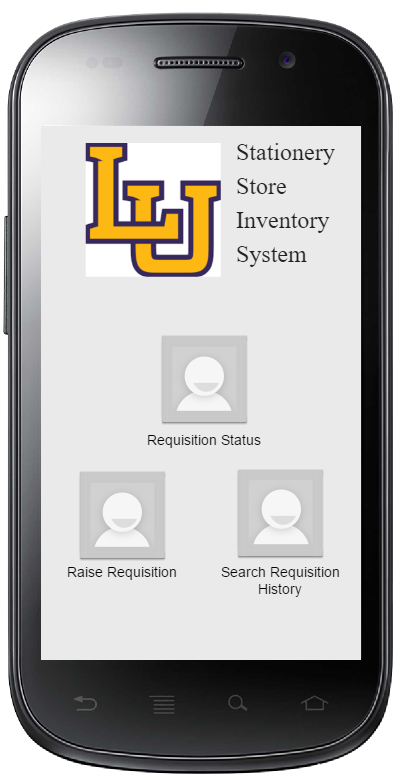 LU
Stationery
Store
Inventory
System
Requisition Status
Raise Requisition
Search Requisition
History